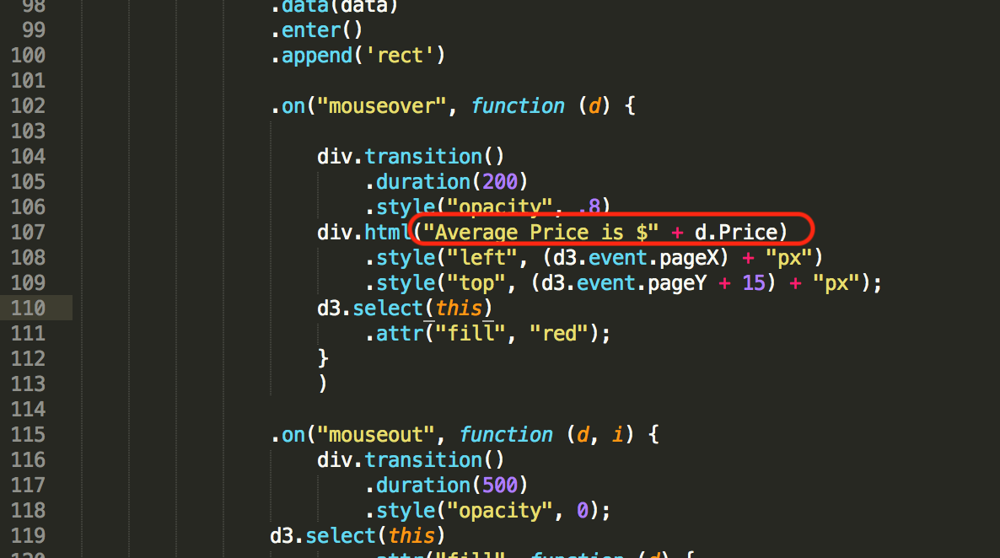 98 .data(data)
99 .enter()
100 .append('rect')
101
102 .on("mouseover", function (d) {
103
104 div.transition()
105 .duration(200)
106 .style("opacity", .8)
107 div.html("Average Price is $" + d.Price)
108 .style("left", (d3.event.pageX) + "px")
109 .style("top", (d3.event.pageY + 15) + "px");
110 d3.select(this)
111 .attr("fill", "red");
112 }
113 )
114
115 .on("mouseout", function (d, i) {
116 div.transition()
117 .duration(500)
118 .style("opacity", 0);
119 d3.select(this)
120 .attr("fill", function (d) {